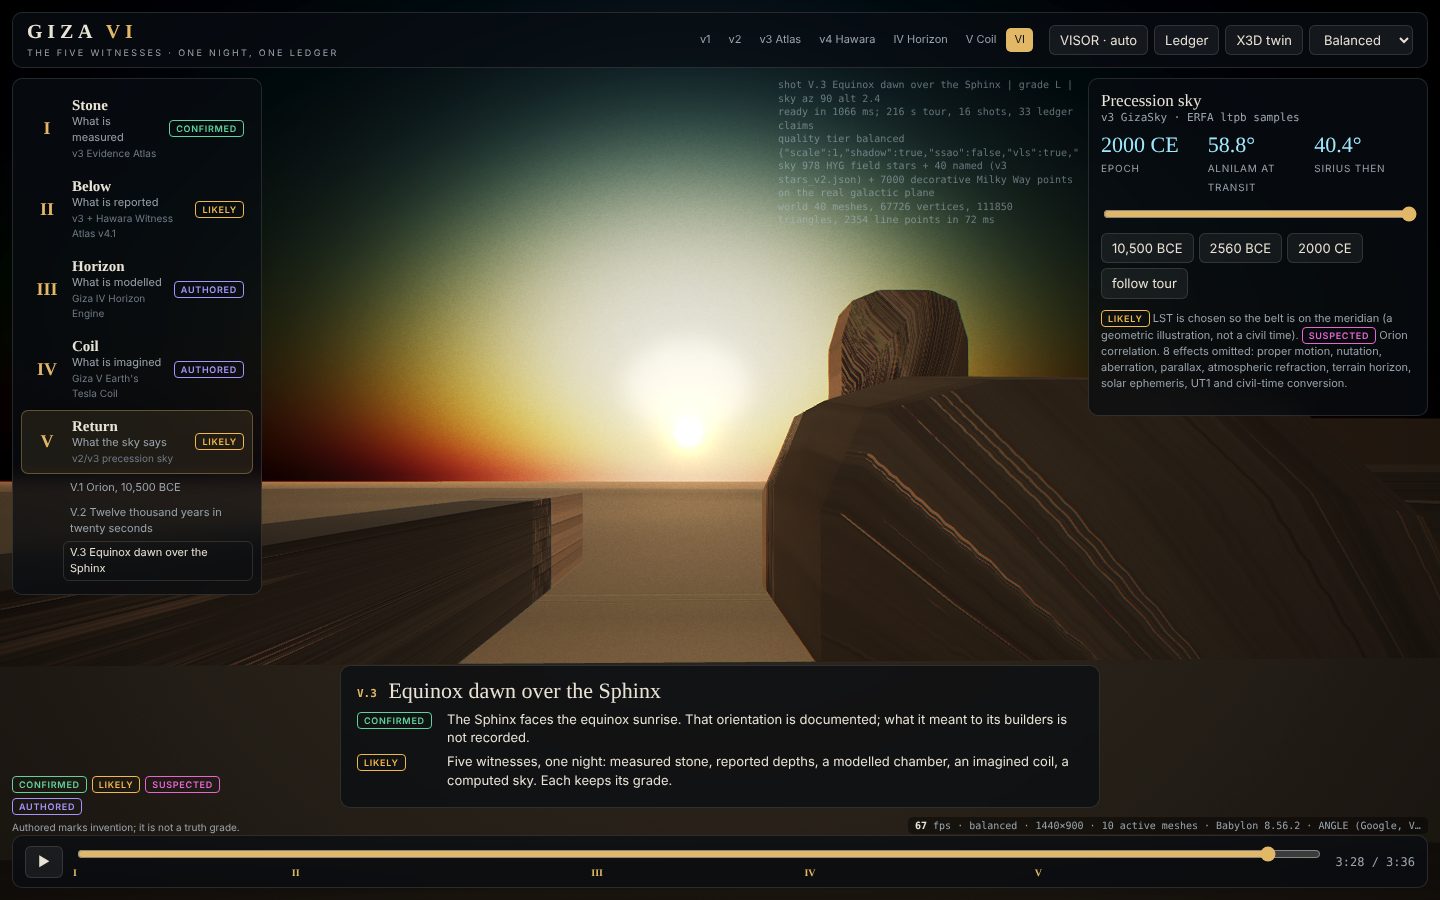 GIZA VI
THE FIVE WITNESSES · ONE NIGHT, ONE LEDGER
v1
v2
v3 Atlas
v4 Hawara
IV Horizon
V Coil
VI
VISOR · auto
Ledger
X3D twin
Balanced
I
Stone
What is
measured
v3 Evidence Atlas
CONFIRMED
II
Below
What is reported
v3 + Hawara Witness
Atlas v4.1
LIKELY
III
Horizon
What is modelled
Giza IV Horizon
Engine
AUTHORED
IV
Coil
What is imagined
Giza V Earth's
Tesla Coil
AUTHORED
V
Return
What the sky says
v2/v3 precession sky
LIKELY
V.1 Orion, 10,500 BCE
V.2 Twelve thousand years in
twenty seconds
V.3 Equinox dawn over the
Sphinx
shot V.3 Equinox dawn over the Sphinx | grade L |
sky az 90 alt 2.4
ready in 1066 ms; 216 s tour, 16 shots, 33 ledger
claims
quality tier balanced
{"scale":1,"shadow":true,"ssao":false,"vls":true,"
sky 978 HYG field stars + 40 named (v3
stars v2.json) + 7000 decorative Milky Way points
on the real galactic plane
world 40 meshes, 67726 vertices, 111850
triangles, 2354 line points in 72 ms
Precession sky
v3 GizaSky · ERFA ltpb samples
2000 CE
58.8°
40.4°
EPOCH
ALNILAM AT
TRANSIT
SIRIUS THEN
10,500 BCE
2560 BCE
2000 CE
follow tour
LIKELY LST is chosen so the belt is on the meridian (a
geometric illustration, not a civil time). SUSPECTED Orion
correlation. 8 effects omitted: proper motion, nutation,
aberration, parallax, atmospheric refraction, terrain horizon,
solar ephemeris, UT1 and civil-time conversion.
V.3 Equinox dawn over the Sphinx
CONFIRMED
The Sphinx faces the equinox sunrise. That orientation is documented; what it meant to its builders is
not recorded.
LIKELY
Five witnesses, one night: measured stone, reported depths, a modelled chamber, an imagined coil, a
computed sky. Each keeps its grade.
CONFIRMED LIKELY SUSPECTED
AUTHORED
Authored marks invention; it is not a truth grade.
67 fps · balanced · 1440×900 · 10 active meshes · Babylon 8.56.2 · ANGLE (Google, V…
I
II
III
IV
V
3:28 / 3:36